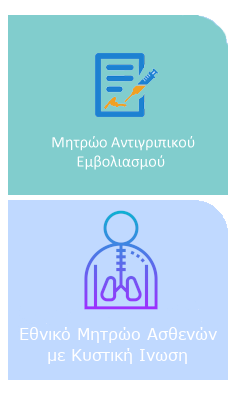 Μητρώο Αντιγριπικού
Εμβολιασμού
Εθνικό Μητρώο Ασθενών
με Κυστική Ινωση